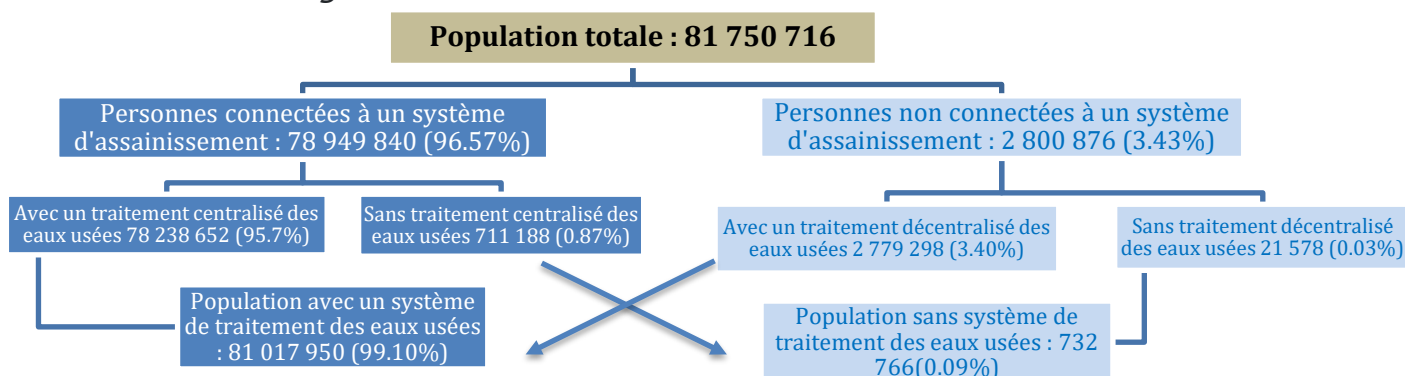 Population totale : 81 750 716
Personnes connectées à un système
d'assainissement : 78 949 840 (96.57%)
Personnes non connectées à un système
d'assainissement : 2 800 876 (3.43%)
Avec un traitement centralisé des
eaux usées 78 238 652 (95.7%)
Sans traitement centralisé des
eaux usées 711 188 (0.87%)
Avec un traitement décentralisé des
eaux usées 2 779 298 (3.40%)
Sans traitement décentralisé
des eaux usées 21 578 (0.03%)
Population avec un système
de traitement des eaux usées
: 81 017 950 (99.10%)
Population sans système de
traitement des eaux usées : 732
766(0.09%)